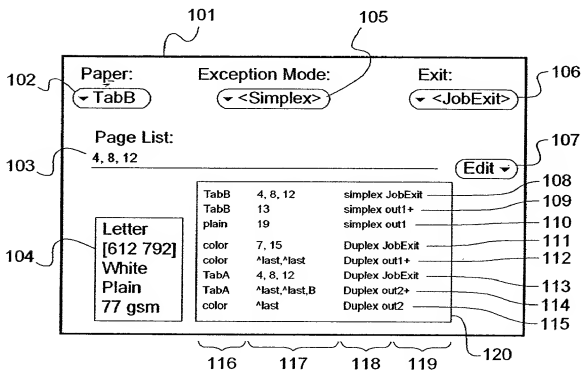 101
105
102
Paper:
Exception Mode:
Exit:
106
TabB
<Simplex>
<JobExit>
Page List:
107
103
4, 8, 12
Edit
108
TabB 4, 8, 12 simplex JobExit
109
TabB 13 simplex out1+
110
plain 19 simplex out1
111
color 7, 15 Duplex JobExit
112
color ^last,^last Duplex out1+
113
TabA 4, 8, 12 Duplex JobExit
114
TabA ^last,^last,B Duplex out2+
115
color ^last Duplex out2
104
Letter
[612 792]
White
Plain
77 gsm
120
116 117 118 119